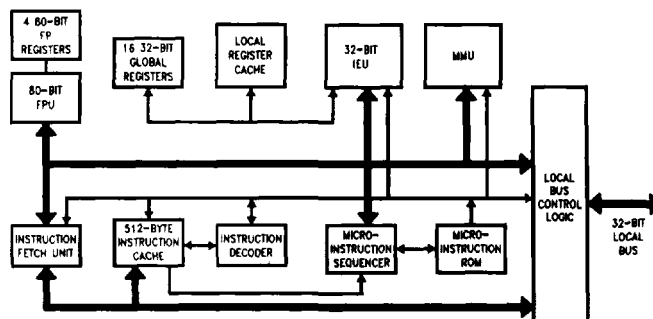 4 80-BIT
FP
REGISTERS
80-BIT
FPU
16 32-BIT
GLOBAL
REGISTERS
LOCAL
REGISTER
CACHE
32-BIT
IEU
MMU
LOCAL
BUS
CONTROL
LOGIC
32-BIT
LOCAL
BUS
INSTRUCTION
FETCH UNIT
512-BYTE
INSTRUCTION
CACHE
INSTRUCTION
DECODER
MICRO-
INSTRUCTION
SEQUENCER
MICRO-
INSTRUCTION
ROM